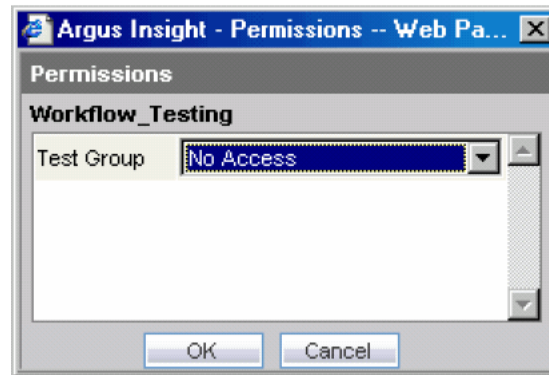 Argus Insight - Permissions -- Web Pa...
Permissions
Workflow_Testing
Test Group No Access
OK Cancel